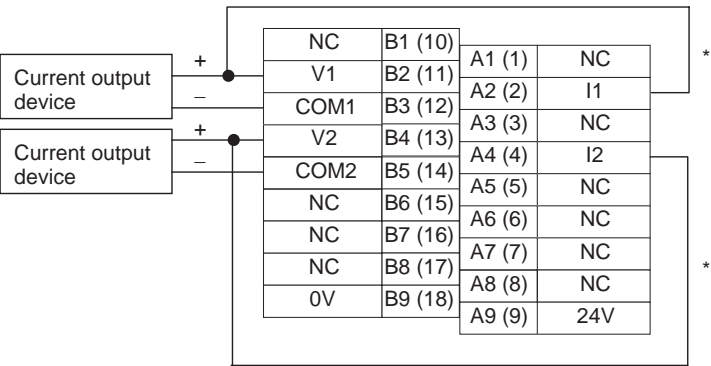 Current output
device
+
−
Current output
device
+
−
NC B1 (10)
V1 B2 (11)
COM1 B3 (12)
V2 B4 (13)
COM2 B5 (14)
NC B6 (15)
NC B7 (16)
NC B8 (17)
0V B9 (18)
A1 (1) NC
A2 (2) I1
A3 (3) NC
A4 (4) I2
A5 (5) NC
A6 (6) NC
A7 (7) NC
A8 (8) NC
A9 (9) 24V
*
*